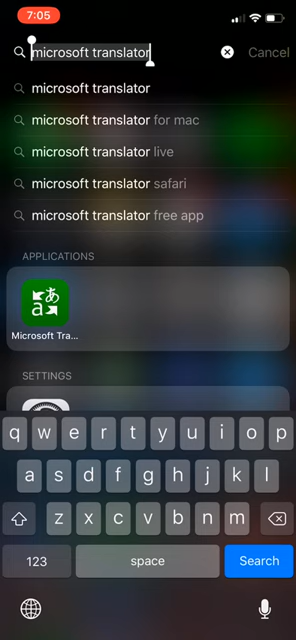 7:05
microsoft translator
Cancel
microsoft translator
microsoft translator for mac
microsoft translator live
microsoft translator safari
microsoft translator free app
APPLICATIONS
a あ
Microsoft Tra...
SETTINGS
q w e r t y u i o p
a s d f g h j k l
z x c v b n m
123 space Search